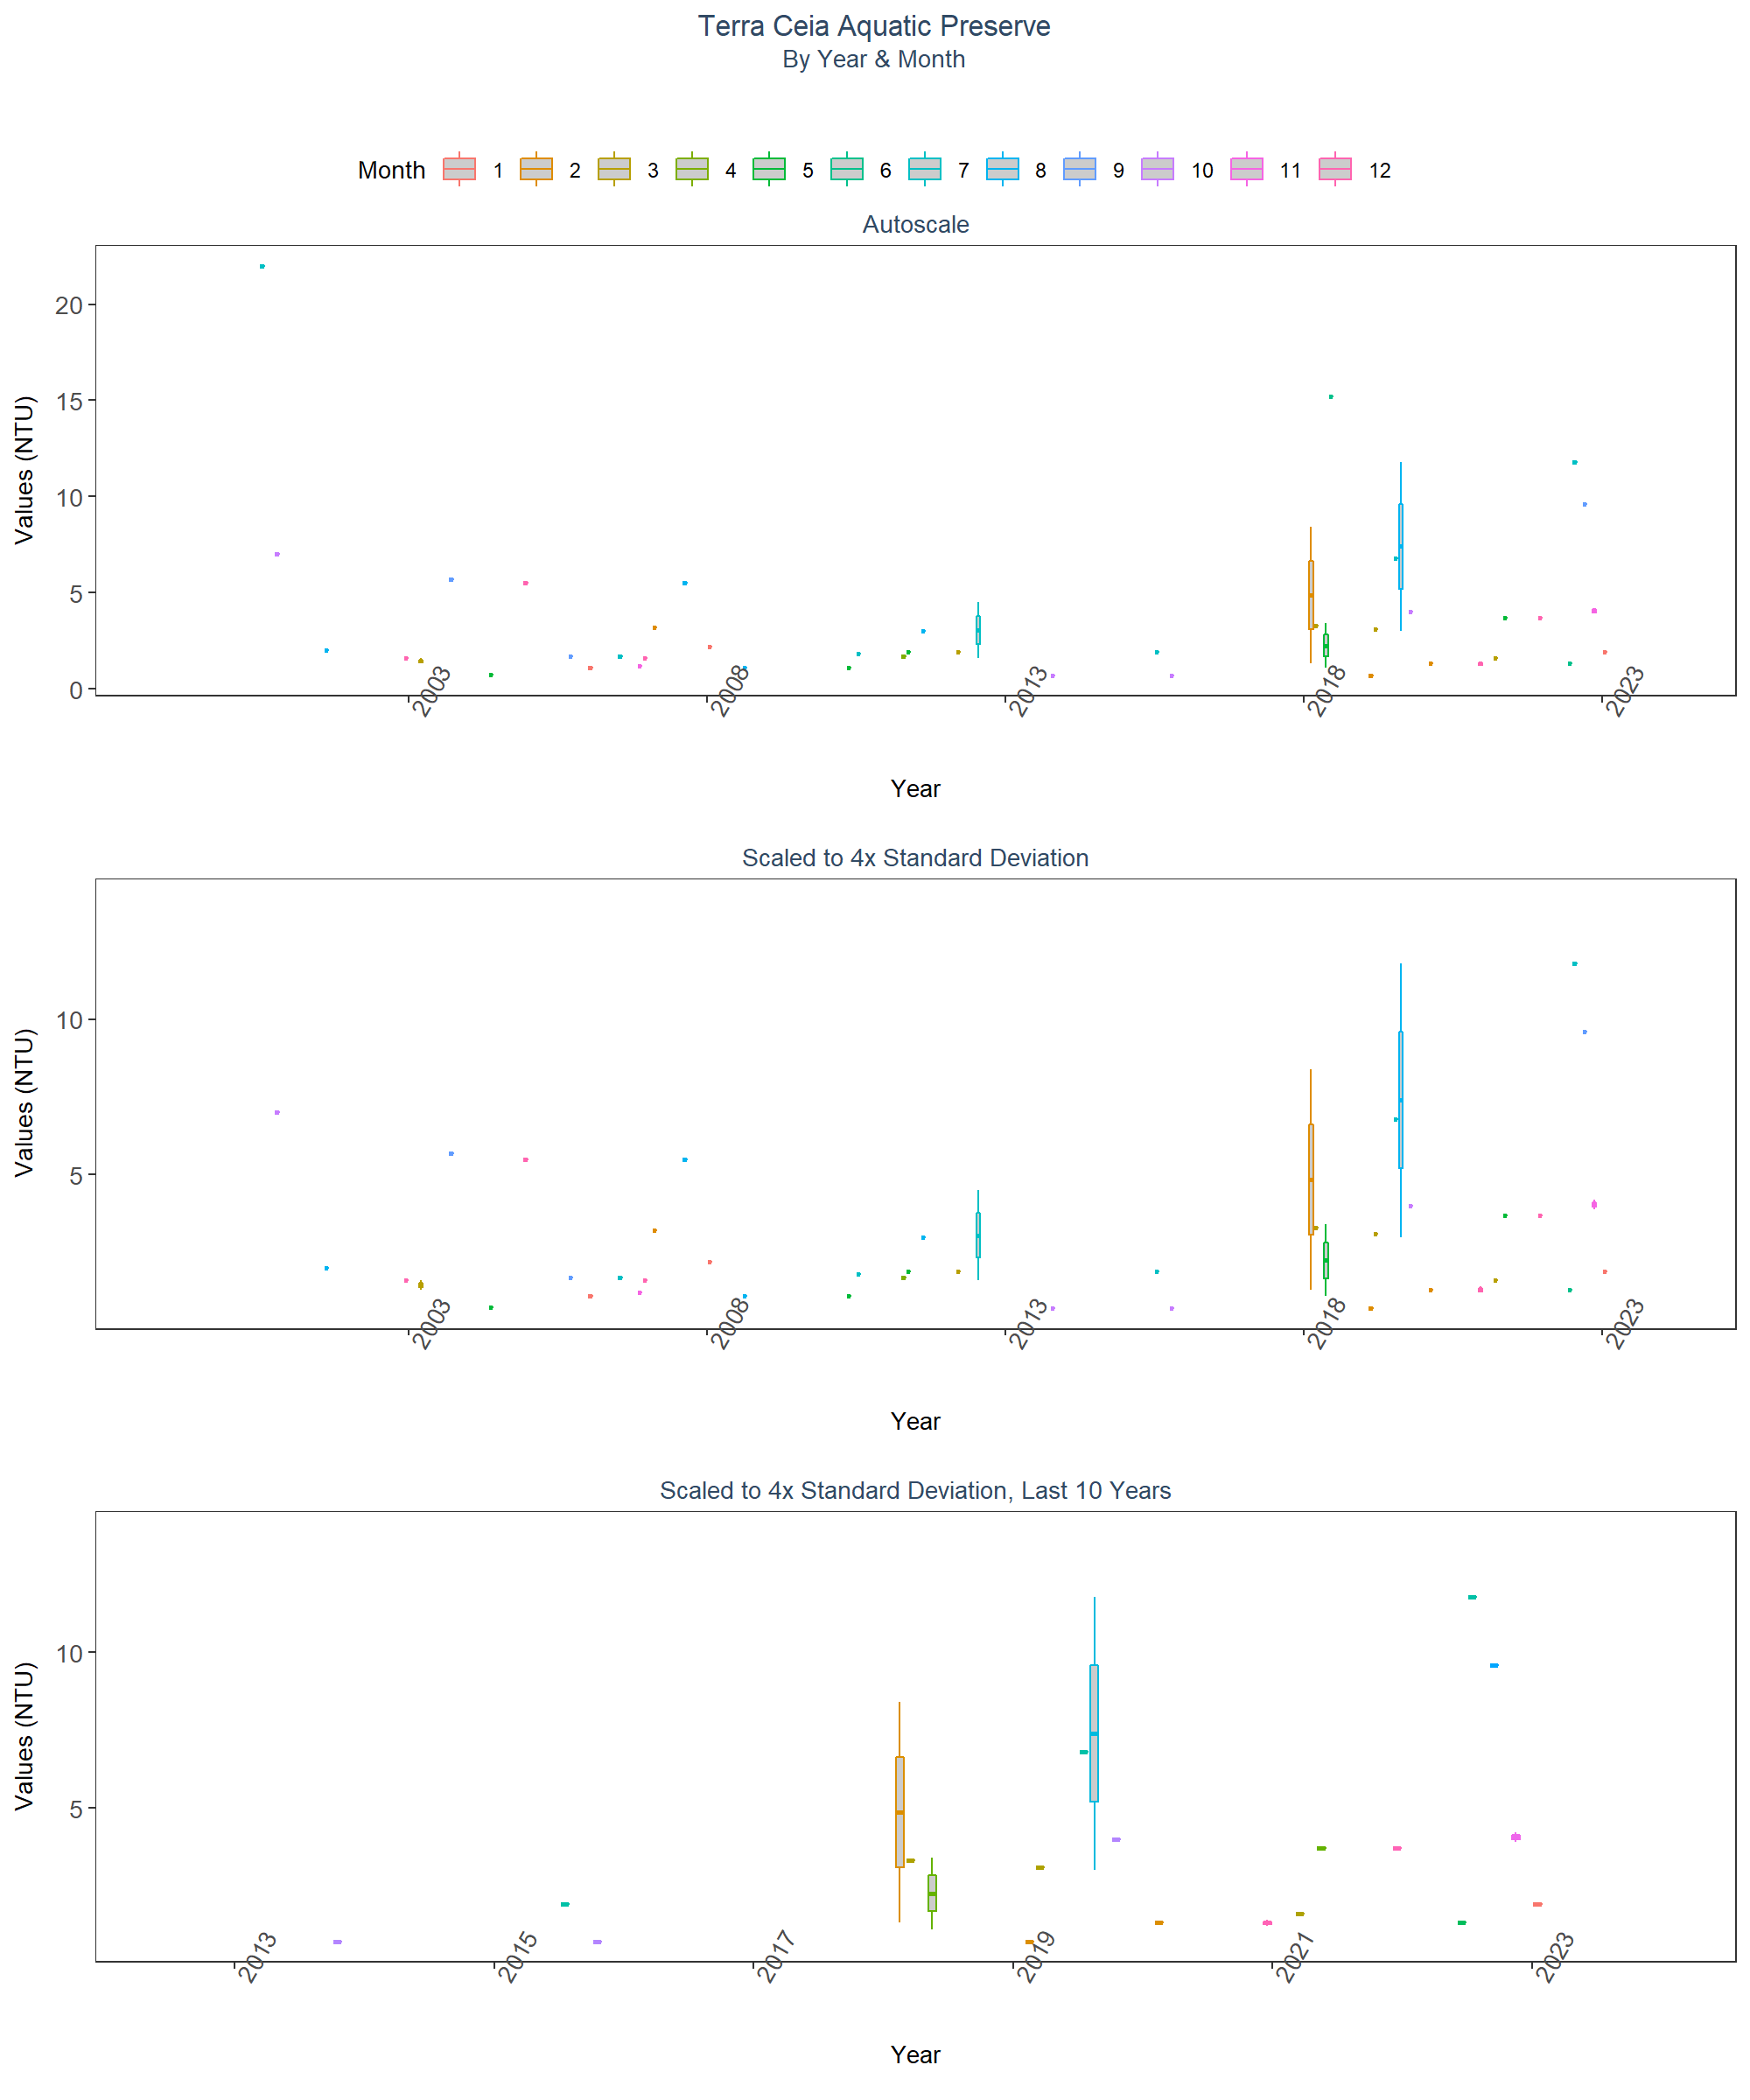 Terra Ceia Aquatic Preserve
By Year & Month
Month 1 2 3 4 5 6 7 8 9 10 11 12
Autoscale
Values (NTU)
20
15
10
5
0
2003 2008 2013 2018 2023
Year
Scaled to 4x Standard Deviation
Values (NTU)
10
5
2003 2008 2013 2018 2023
Year
Scaled to 4x Standard Deviation, Last 10 Years
Values (NTU)
10
5
2013 2015 2017 2019 2021 2023
Year